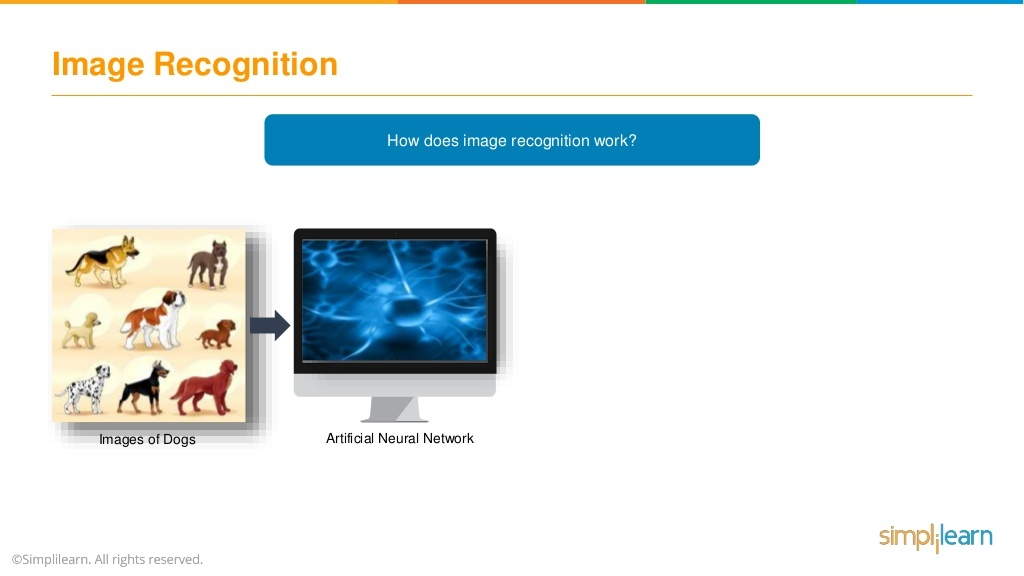 Image Recognition
How does image recognition work?
Images of Dogs
Artificial Neural Network
simplilearn
©Simplilearn. All rights reserved.